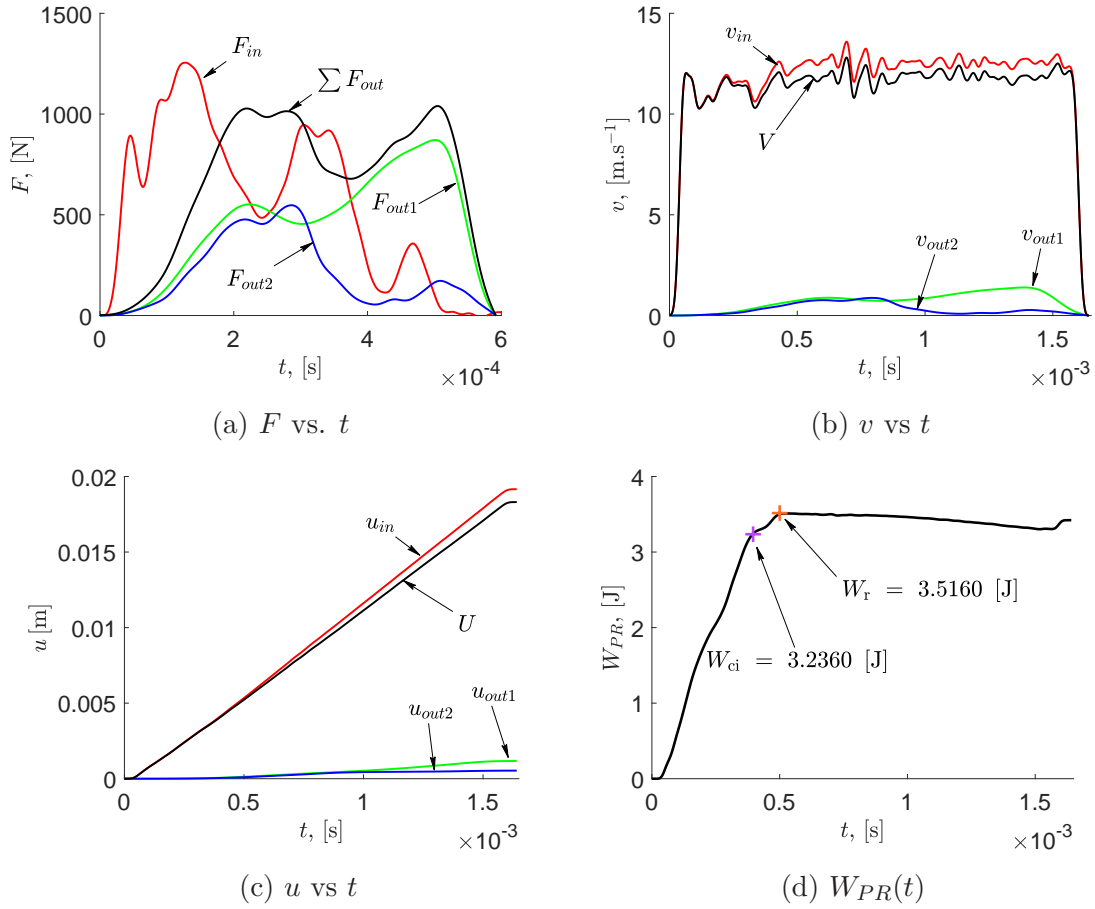 1500
1000
500
0
0
2
4
6
×10⁻⁴
F, [N]
t, [s]
F_in
∑ F_out
F_out1
F_out2
(a) F vs. t
15
10
5
0
0
0.5
1
1.5
×10⁻³
v, [m.s⁻¹]
t, [s]
v_in
V
v_out2
v_out1
(b) v vs t
0.02
0.015
0.01
0.005
0
0
0.5
1
1.5
×10⁻³
u [m]
t, [s]
u_in
U
u_out2
u_out1
(c) u vs t
4
3
2
1
0
0
0.5
1
1.5
×10⁻³
W_PR, [J]
t, [s]
W_r = 3.5160 [J]
W_ci = 3.2360 [J]
(d) W_PR(t)